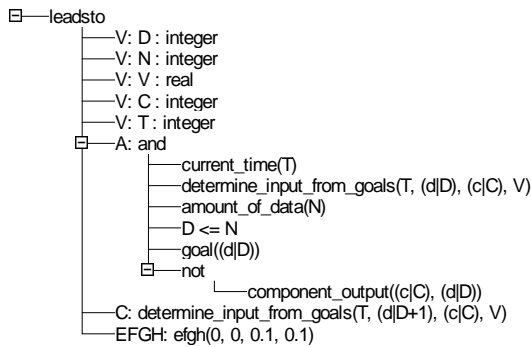 leadsto
V: D : integer
V: N : integer
V: V : real
V: C : integer
V: T : integer
A: and
current_time(T)
determine_input_from_goals(T, (d|D), (c|C), V)
amount_of_data(N)
D <= N
goal((d|D))
not
component_output((c|C), (d|D))
C: determine_input_from_goals(T, (d|D+1), (c|C), V)
EFGH: efgh(0, 0, 0.1, 0.1)